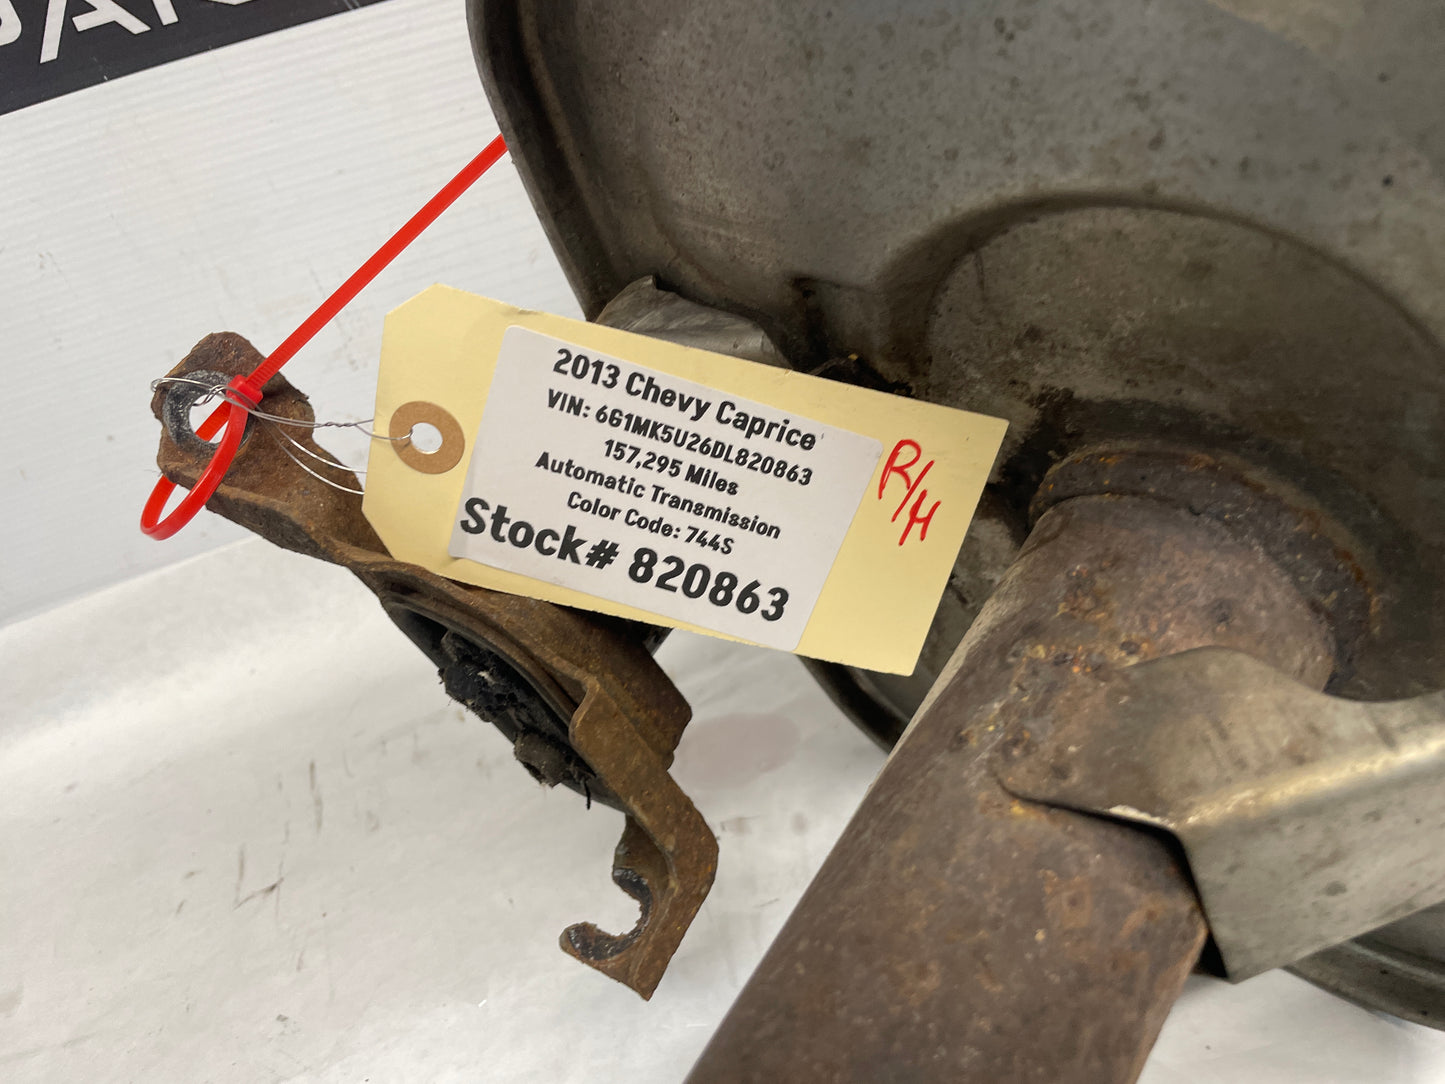 2013 Chevy Caprice
VIN: 6G1MK5U26DL820863
157,295 Miles
Automatic Transmission
Color Code: 744S
Stock# 820863
R/H